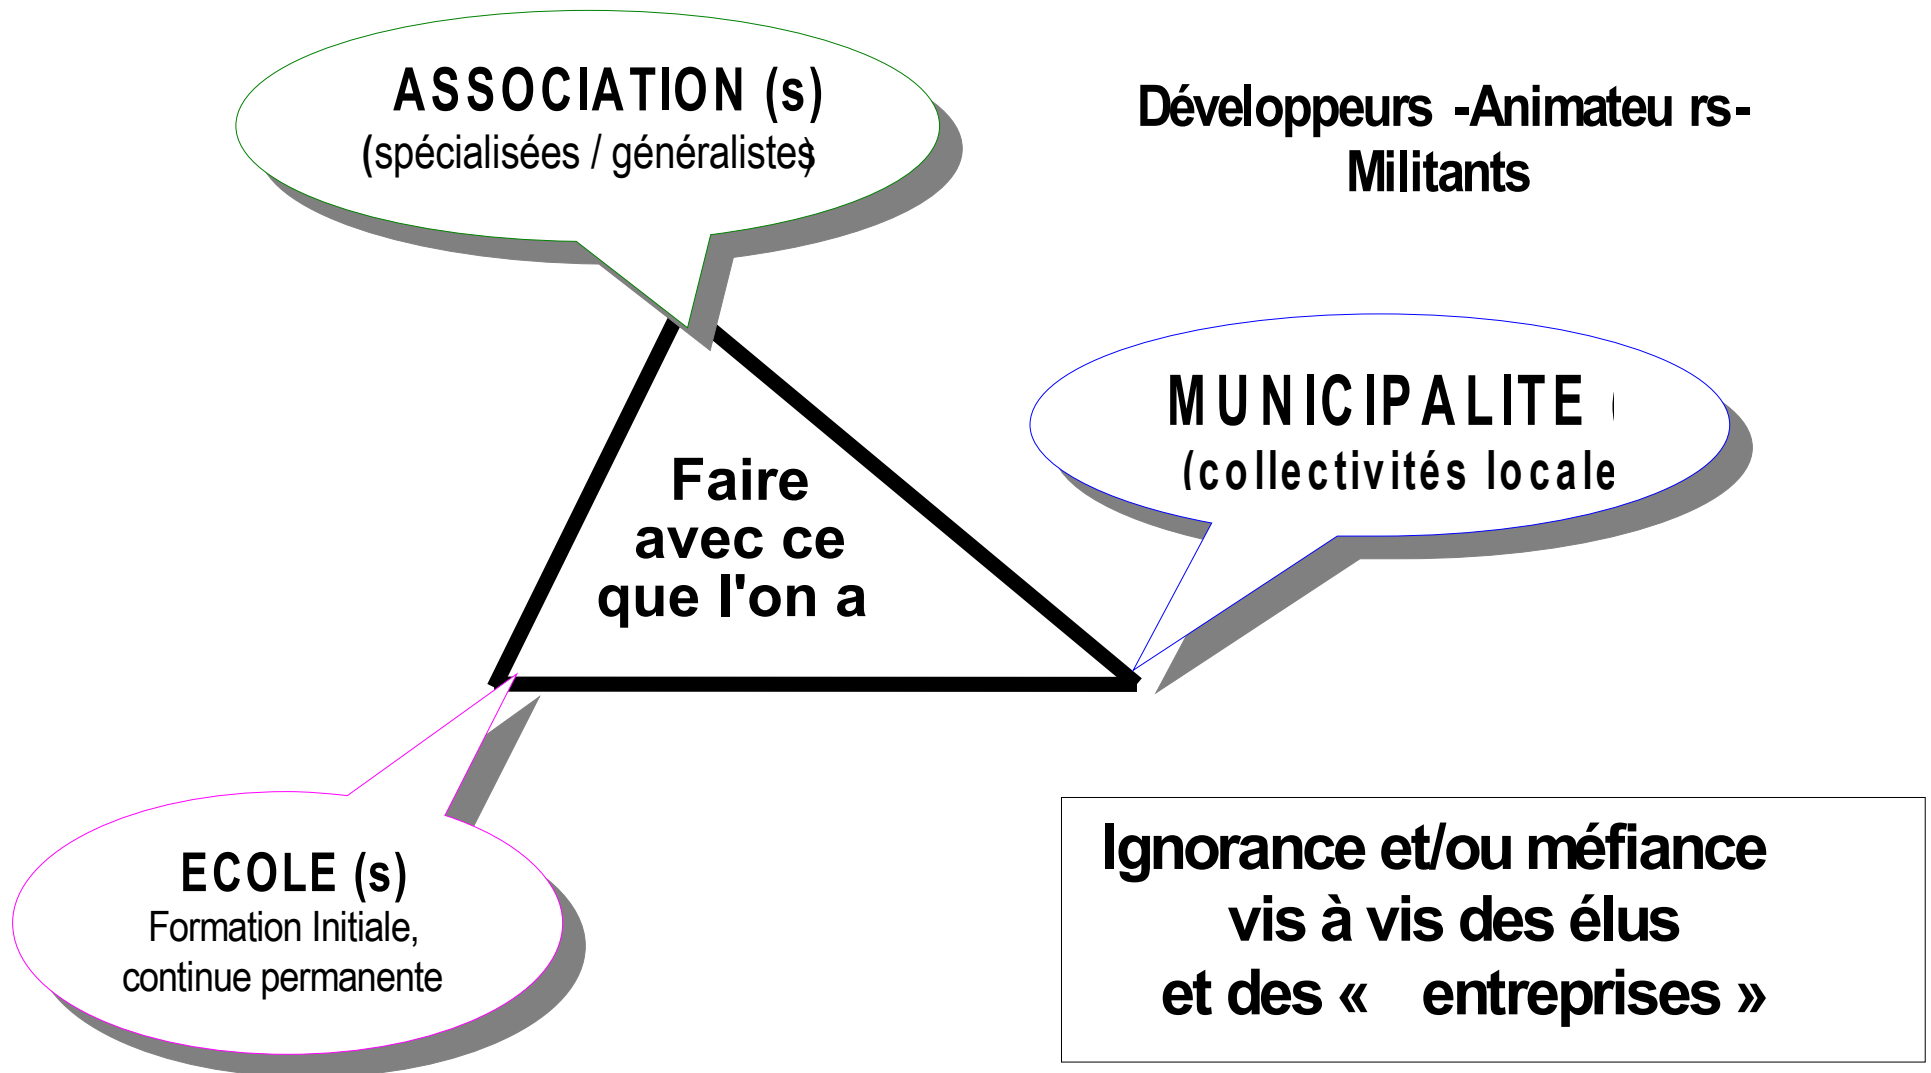 ASSOCIATION (s)
(spécialisées / généralistes)
Développeurs -Animateu rs-
Militants
MUNICIPALITE (
(collectivités locale
Faire
avec ce
que l'on a
ECOLE (s)
Formation Initiale,
continue permanente
Ignorance et/ou méfiance
vis à vis des élus
et des « entreprises »